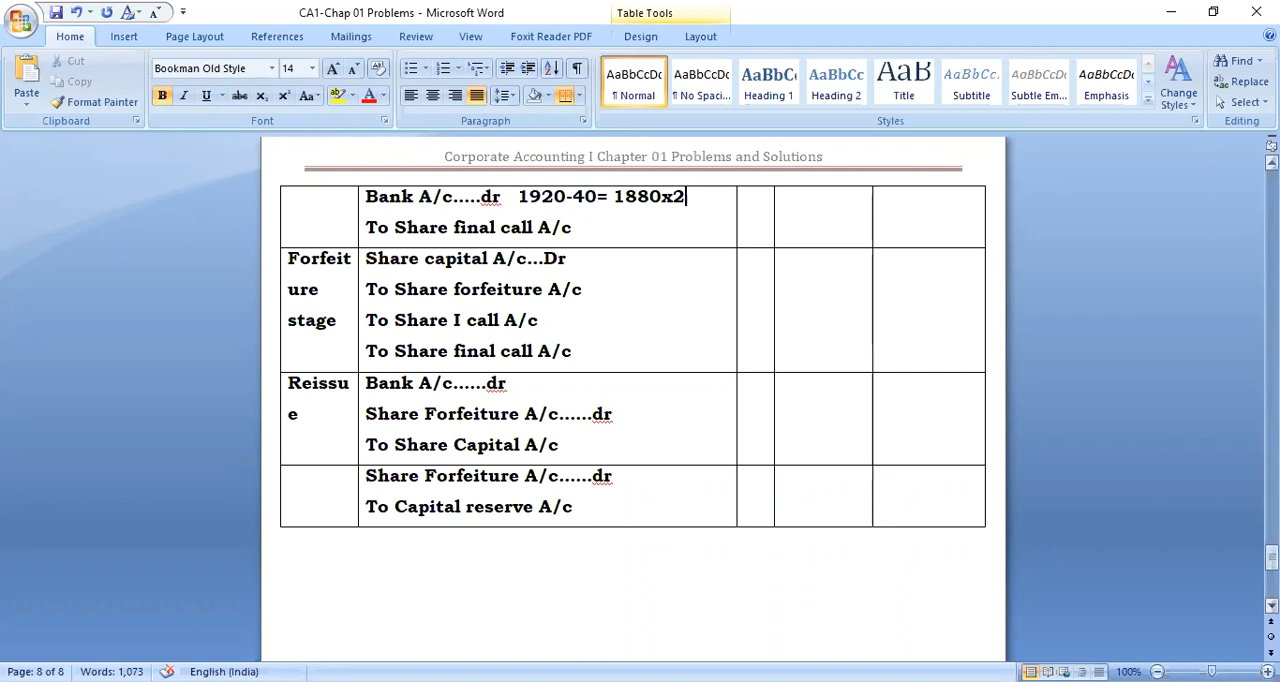 CA1-Chap 01 Problems - Microsoft Word
Table Tools
Home Insert Page Layout References Mailings Review View Foxit Reader PDF Design Layout
Paste
Cut
Copy
Format Painter
Clipboard
Bookman Old Style 14
Font
Paragraph
AaBbCcDc AaBbCcDc AaBbC( AaBbCc AaB AaBbCc. AaBbCcDc AaBbCcDc
¶ Normal ¶ No Spaci... Heading 1 Heading 2 Title Subtitle Subtle Em... Emphasis
Change Styles
Styles
Find
Replace
Select
Editing
Corporate Accounting I Chapter 01 Problems and Solutions
Bank A/c.....dr 1920-40= 1880x2
To Share final call A/c
Forfeit Share capital A/c...Dr
ure To Share forfeiture A/c
stage To Share I call A/c
To Share final call A/c
Reissu Bank A/c......dr
e Share Forfeiture A/c......dr
To Share Capital A/c
Share Forfeiture A/c......dr
To Capital reserve A/c
Page: 8 of 8 Words: 1,073 English (India) 100%